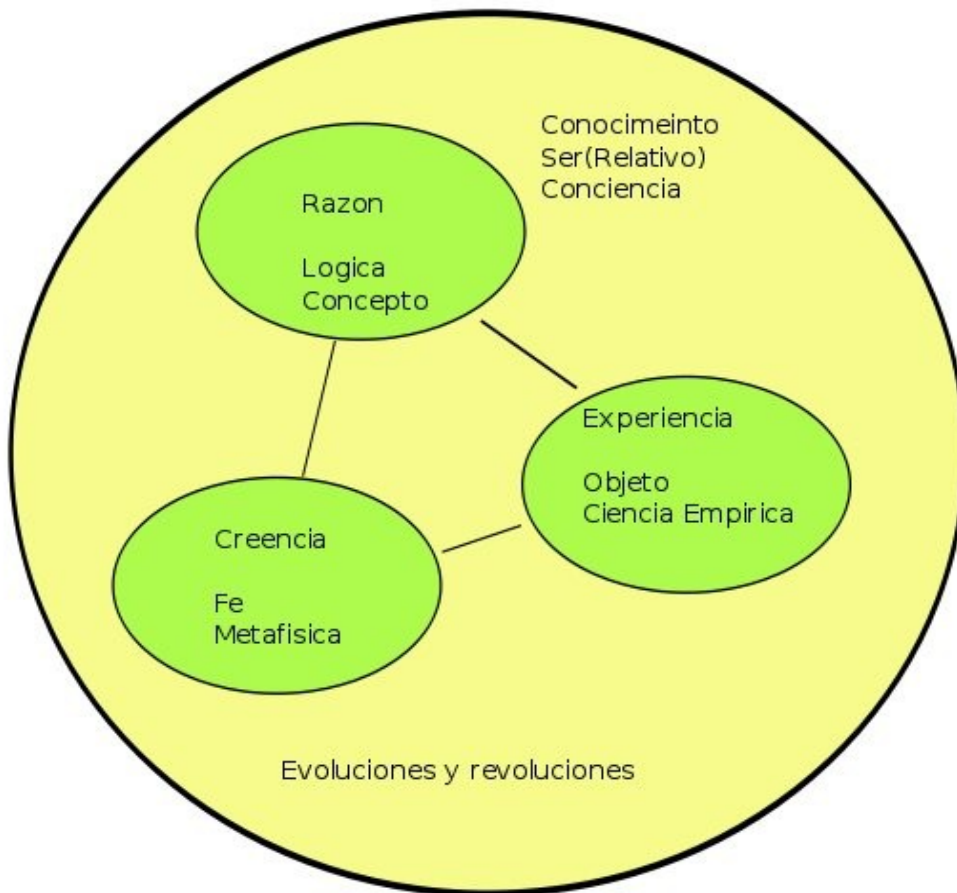 Conocimeinto
Ser(Relativo)
Conciencia
Razon
Logica
Concepto
Experiencia
Objeto
Ciencia Empirica
Creencia
Fe
Metafisica
Evoluciones y revoluciones